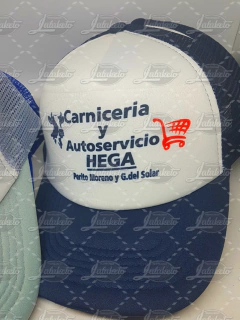 Carniceria
y
Autoservicio
HEGA
Perito Moreno y G.del Solar